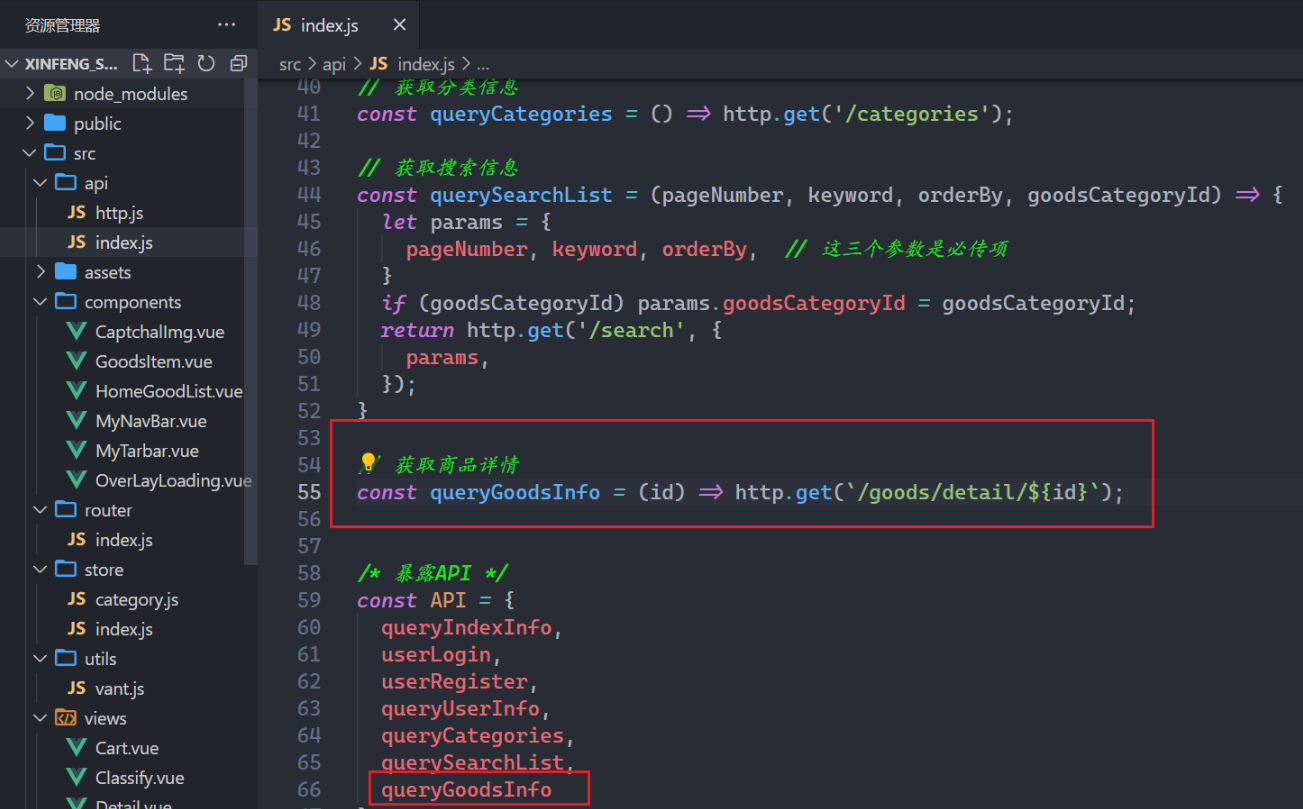 资源管理器
···
JS index.js ×
XINFENG_S...
src > api > JS index.js > ...
node_modules
public
src
api
JS http.js
JS index.js
assets
components
CaptchalImg.vue
GoodsItem.vue
HomeGoodList.vue
MyNavBar.vue
MyTarbar.vue
OverLayLoading.vue
router
JS index.js
store
JS category.js
JS index.js
utils
JS vant.js
views
Cart.vue
Classify.vue
Detail.vue
40 // 获取分类信息
41 const queryCategories = () => http.get('/categories');
42
43 // 获取搜索信息
44 const querySearchList = (pageNumber, keyword, orderBy, goodsCategoryId) => {
45 let params = {
46 pageNumber, keyword, orderBy, // 这三个参数是必传项
47 }
48 if (goodsCategoryId) params.goodsCategoryId = goodsCategoryId;
49 return http.get('/search', {
50 params,
51 });
52 }
53
54 // 获取商品详情
55 const queryGoodsInfo = (id) => http.get(`/goods/detail/${id}`);
56
57
58 /* 暴露API */
59 const API = {
60 queryIndexInfo,
61 userLogin,
62 userRegister,
63 queryUserInfo,
64 queryCategories,
65 querySearchList,
66 queryGoodsInfo